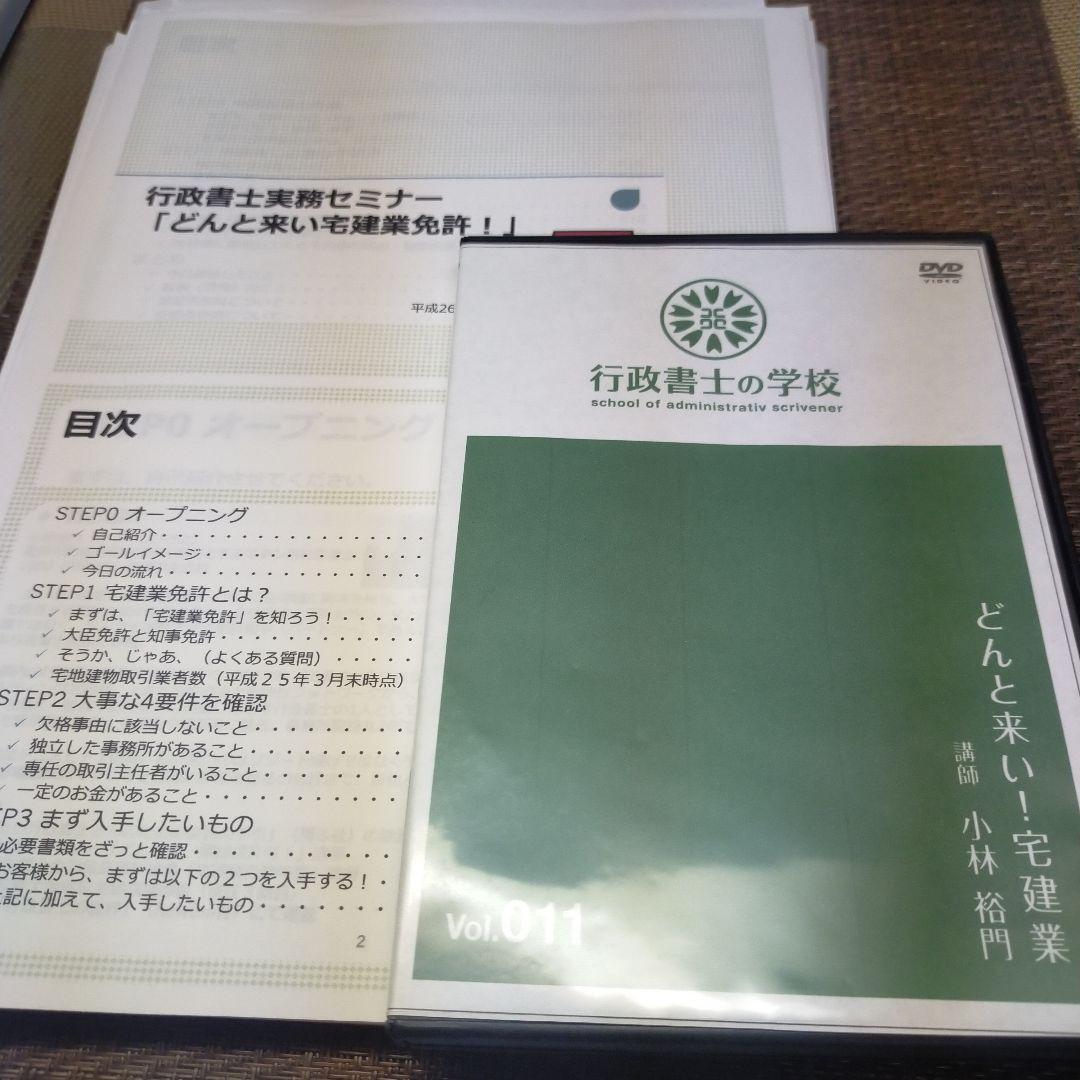 行政書士実務セミナー
「どんと来い宅建業免許！」
平成26
目次
STEP0 オープニング
✓ 自己紹介・・・・・・・・・・・・・・・・・
✓ ゴールイメージ・・・・・・・・・・・・・・
✓ 今日の流れ・・・・・・・・・・・・・・・・
STEP1 宅建業免許とは？
✓ まずは、「宅建業免許」を知ろう！・・・・・
✓ 大臣免許と知事免許・・・・・・・・・・・・
✓ そうか、じゃあ、（よくある質問）・・・・・
✓ 宅地建物取引業者数（平成２５年３月末時点）
STEP2 大事な4要件を確認
✓ 欠格事由に該当しないこと・・・・・・・・・
✓ 独立した事務所があること・・・・・・・・・
✓ 専任の取引主任者がいること・・・・・・・・
✓ 一定のお金があること・・・・・・・・・・・
EP3 まず入手したいもの
必要書類をざっと確認・・・・・・・・・・・
お客様から、まずは以下の２つを入手する！・
上記に加えて、入手したいもの・・・・・・・
2
DVD
VIDEO
行政書士の学校
school of administrativ scrivener
どんと来い！宅建業
講師 小林 裕門
Vol.011